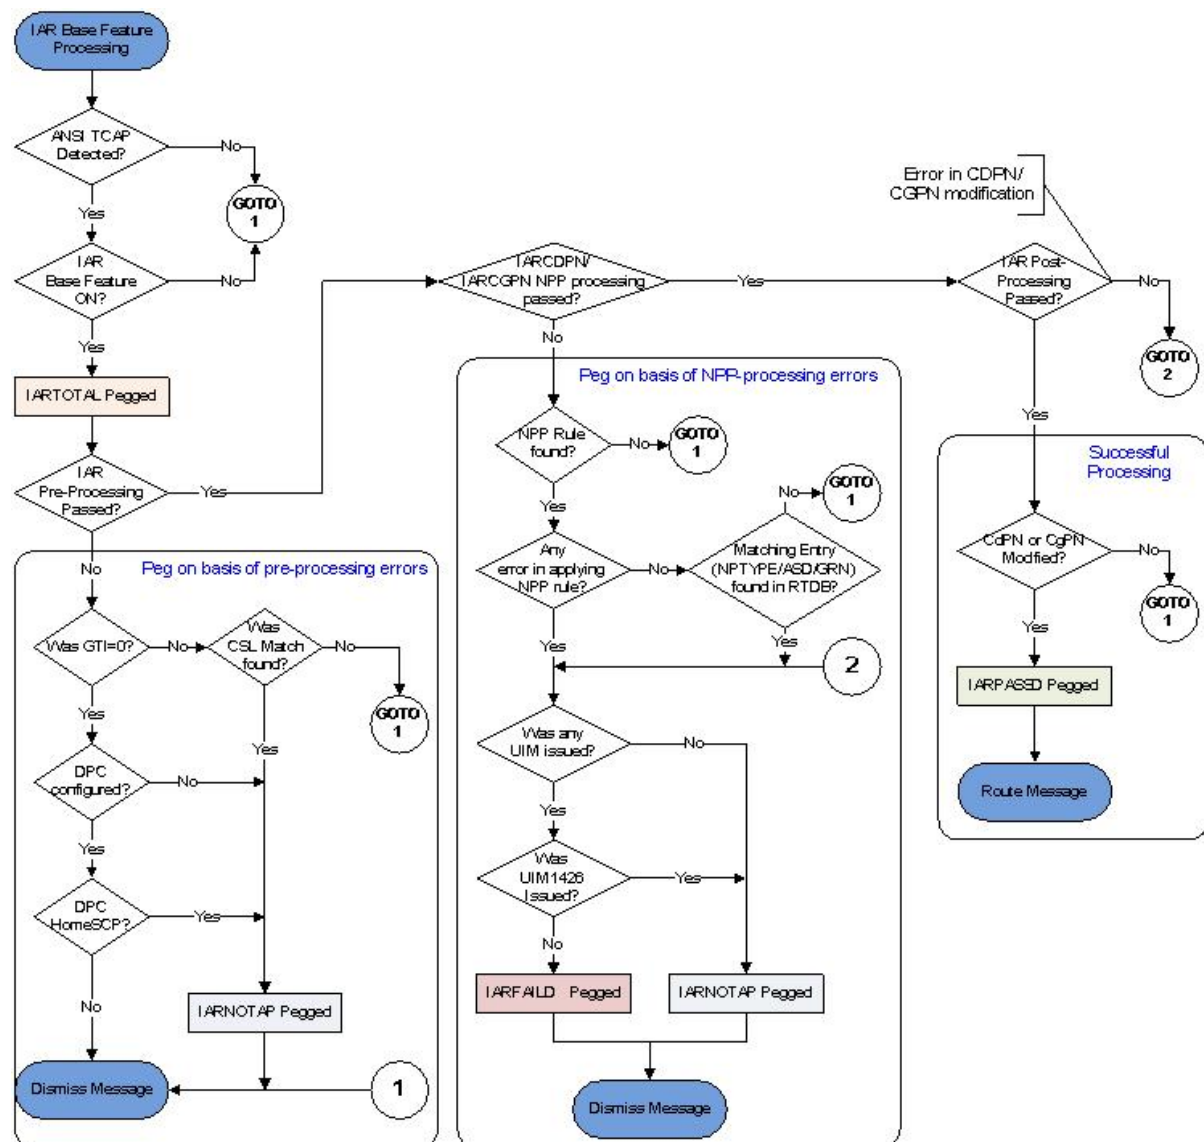 IAR Base Feature
Processing
ANSI TCAP
Detected?
No
GOTO
1
Yes
IAR
Base Feature
ON?
No
Yes
IARTOTAL Pegged
IAR
Pre-Processing
Passed?
Yes
No
Peg on basis of pre-processing errors
Was GTI=0?
No
Was
CSL Match
found?
No
GOTO
1
Yes
Yes
DPC
configured?
No
Yes
DPC
HomeSCP?
Yes
No
IARNOTAP Pegged
Dismiss Message
1
IARCDPN/
IARCGPN NPP processing
passed?
Yes
No
Peg on basis of NPP-processing errors
NPP Rule
found?
No
GOTO
1
Yes
Any
error in applying
NPP rule?
No
Matching Entry
(NPTYPE/ASD/GRN)
found in RTDB?
No
GOTO
1
Yes
Yes
2
Was any
UIM issued?
No
Yes
Was
UIM1426
Issued?
Yes
No
IARFAILD Pegged
IARNOTAP Pegged
Dismiss Message
Error in CDPN/
CGPN modification
IAR Post-
Processing
Passed?
No
GOTO
2
Yes
Successful
Processing
CdPN or CgPN
Modified?
No
GOTO
1
Yes
IARPASSED Pegged
Route Message